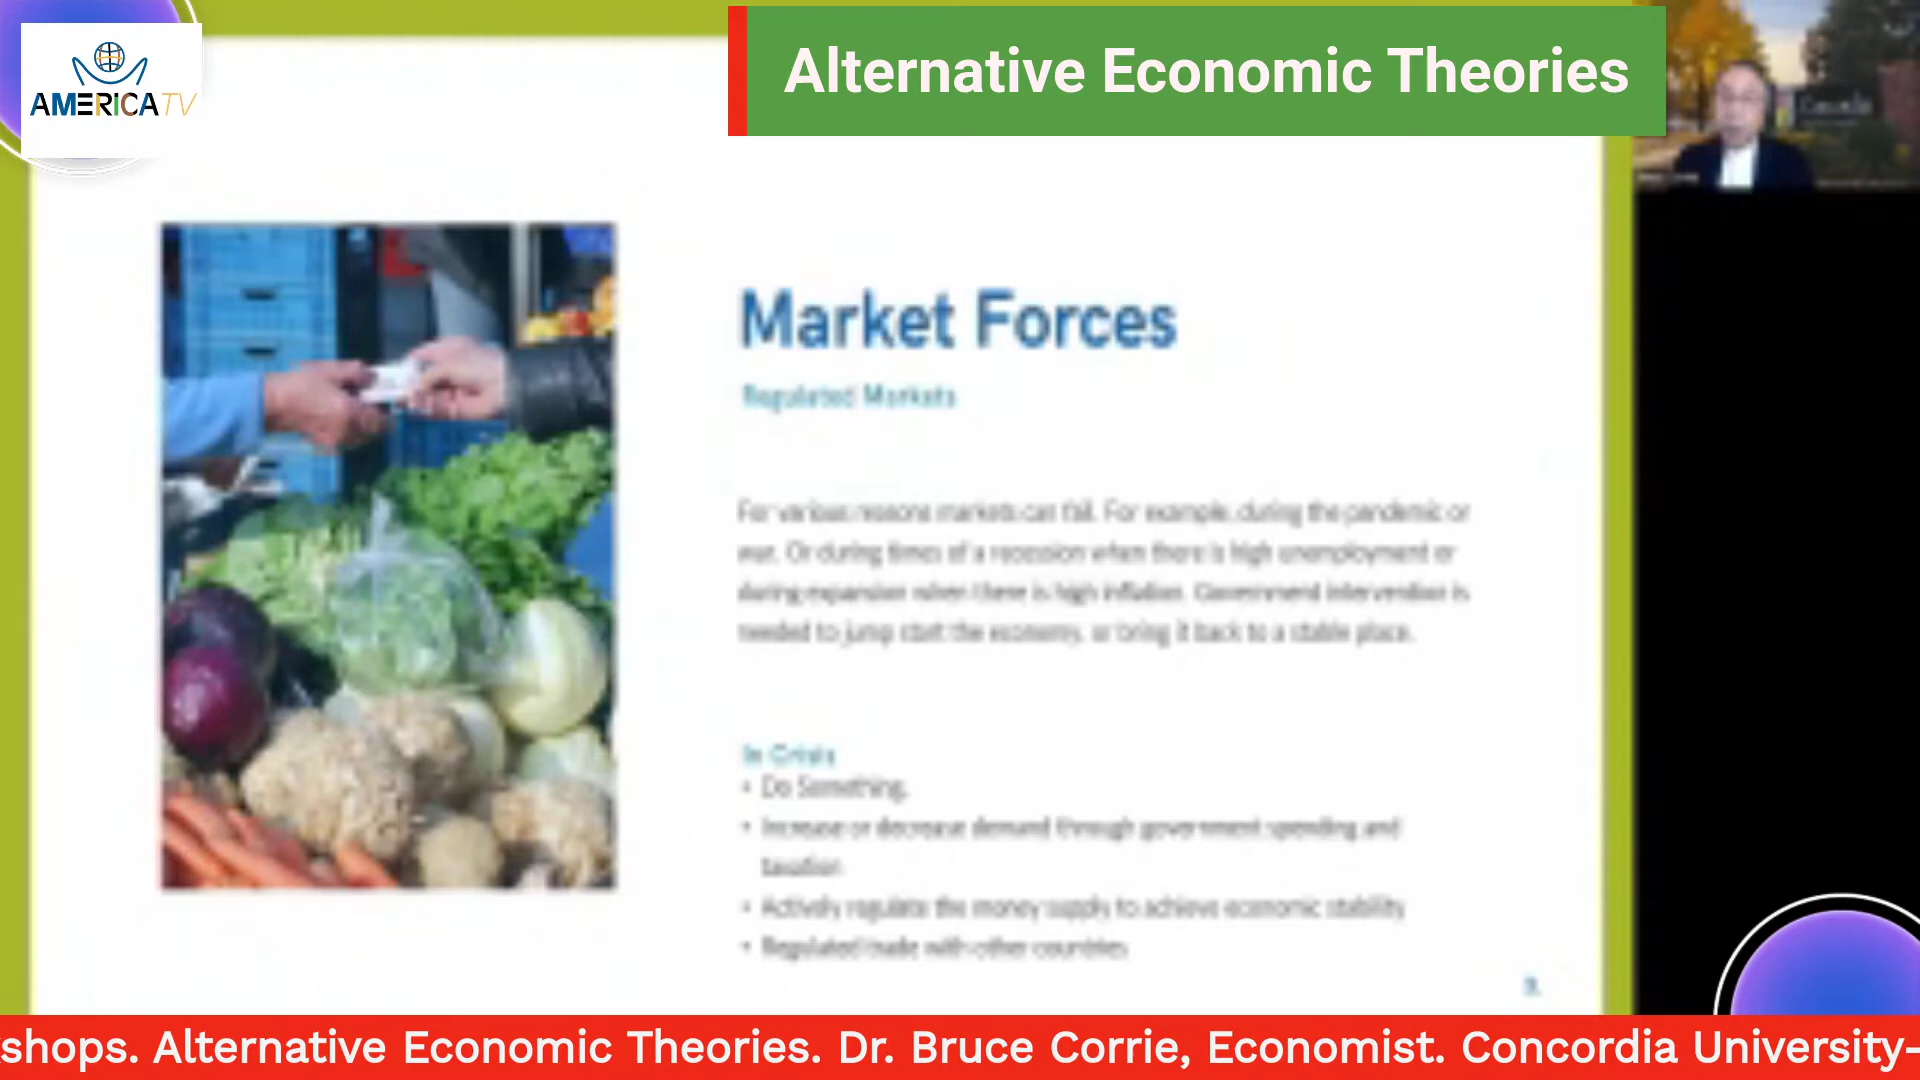 AMERICATV
Alternative Economic Theories
Market Forces
Regulated Markets
For various reasons markets can fail. For example, during the pandemic or
war. Or during times of a recession when there is high unemployment or
during expansion when there is high inflation. Government intervention is
needed to jump start the economy, or bring it back to a stable place.
In Crisis
• Do Something.
• Increase or decrease demand through government spending and
taxation
• Actively regulate the money supply to achieve economic stability
• Regulated trade with other countries
shops. Alternative Economic Theories. Dr. Bruce Corrie, Economist. Concordia University-